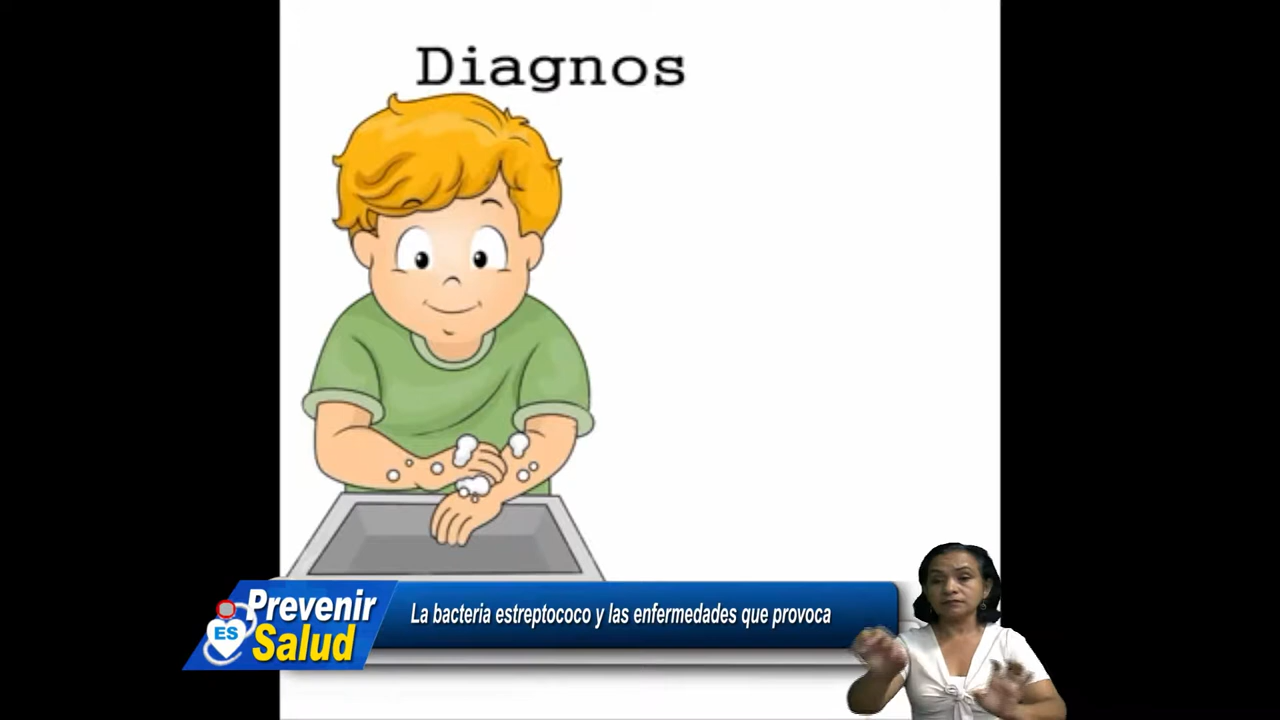 Diagnos
Prevenir
ES
Salud
La bacteria estreptococo y las enfermedades que provoca